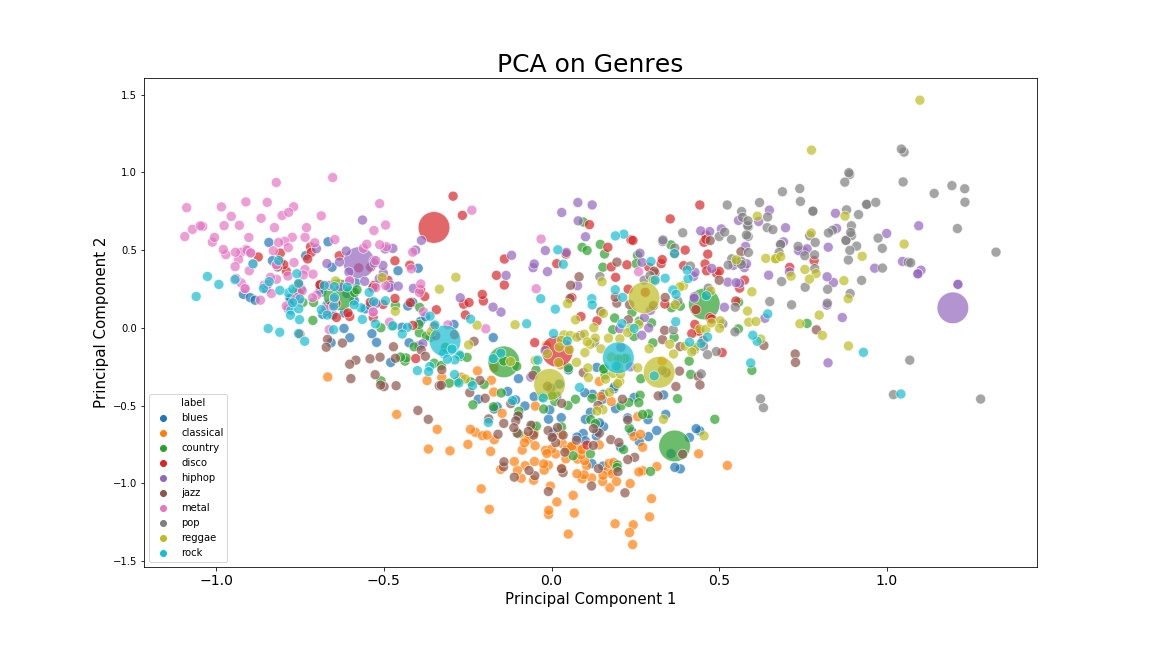 PCA on Genres
1.5
1.0
0.5
0.0
−0.5
−1.0
−1.5
Principal Component 2
label
blues
classical
country
disco
hiphop
jazz
metal
pop
reggae
rock
−1.0 −0.5 0.0 0.5 1.0
Principal Component 1